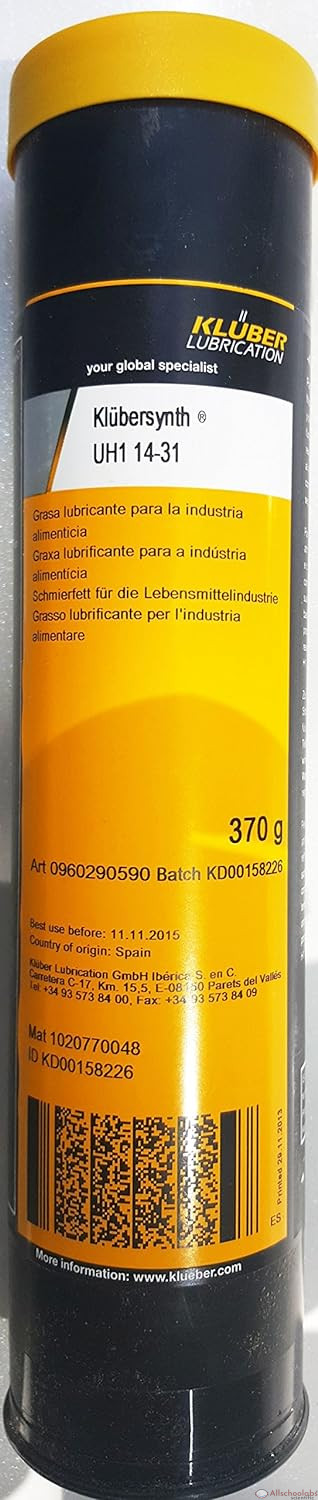 KLÜBER
LUBRICATION
your global specialist
Klübersynth ®
UH1 14-31
Grasa lubricante para la industria
alimenticia
Graxa lubrificante para a indústria
alimentícia
Schmierfett für die Lebensmittelindustrie
Grasso lubrificante per l'industria
alimentare
370 g
Art 0960290590 Batch KD00158226
Best use before: 11.11.2015
Country of origin: Spain
Klüber Lubrication GmbH Ibérica S. en C.
Carretera C-17, Km. 15,5, E-08150 Parets del Vallés
Tel: +34 93 573 84 00, Fax: +34 93 573 84 09
Mat 1020770048
ID KD00158226
ES Printed 29.11.2013
More information: www.klueber.com
Allschoolabs